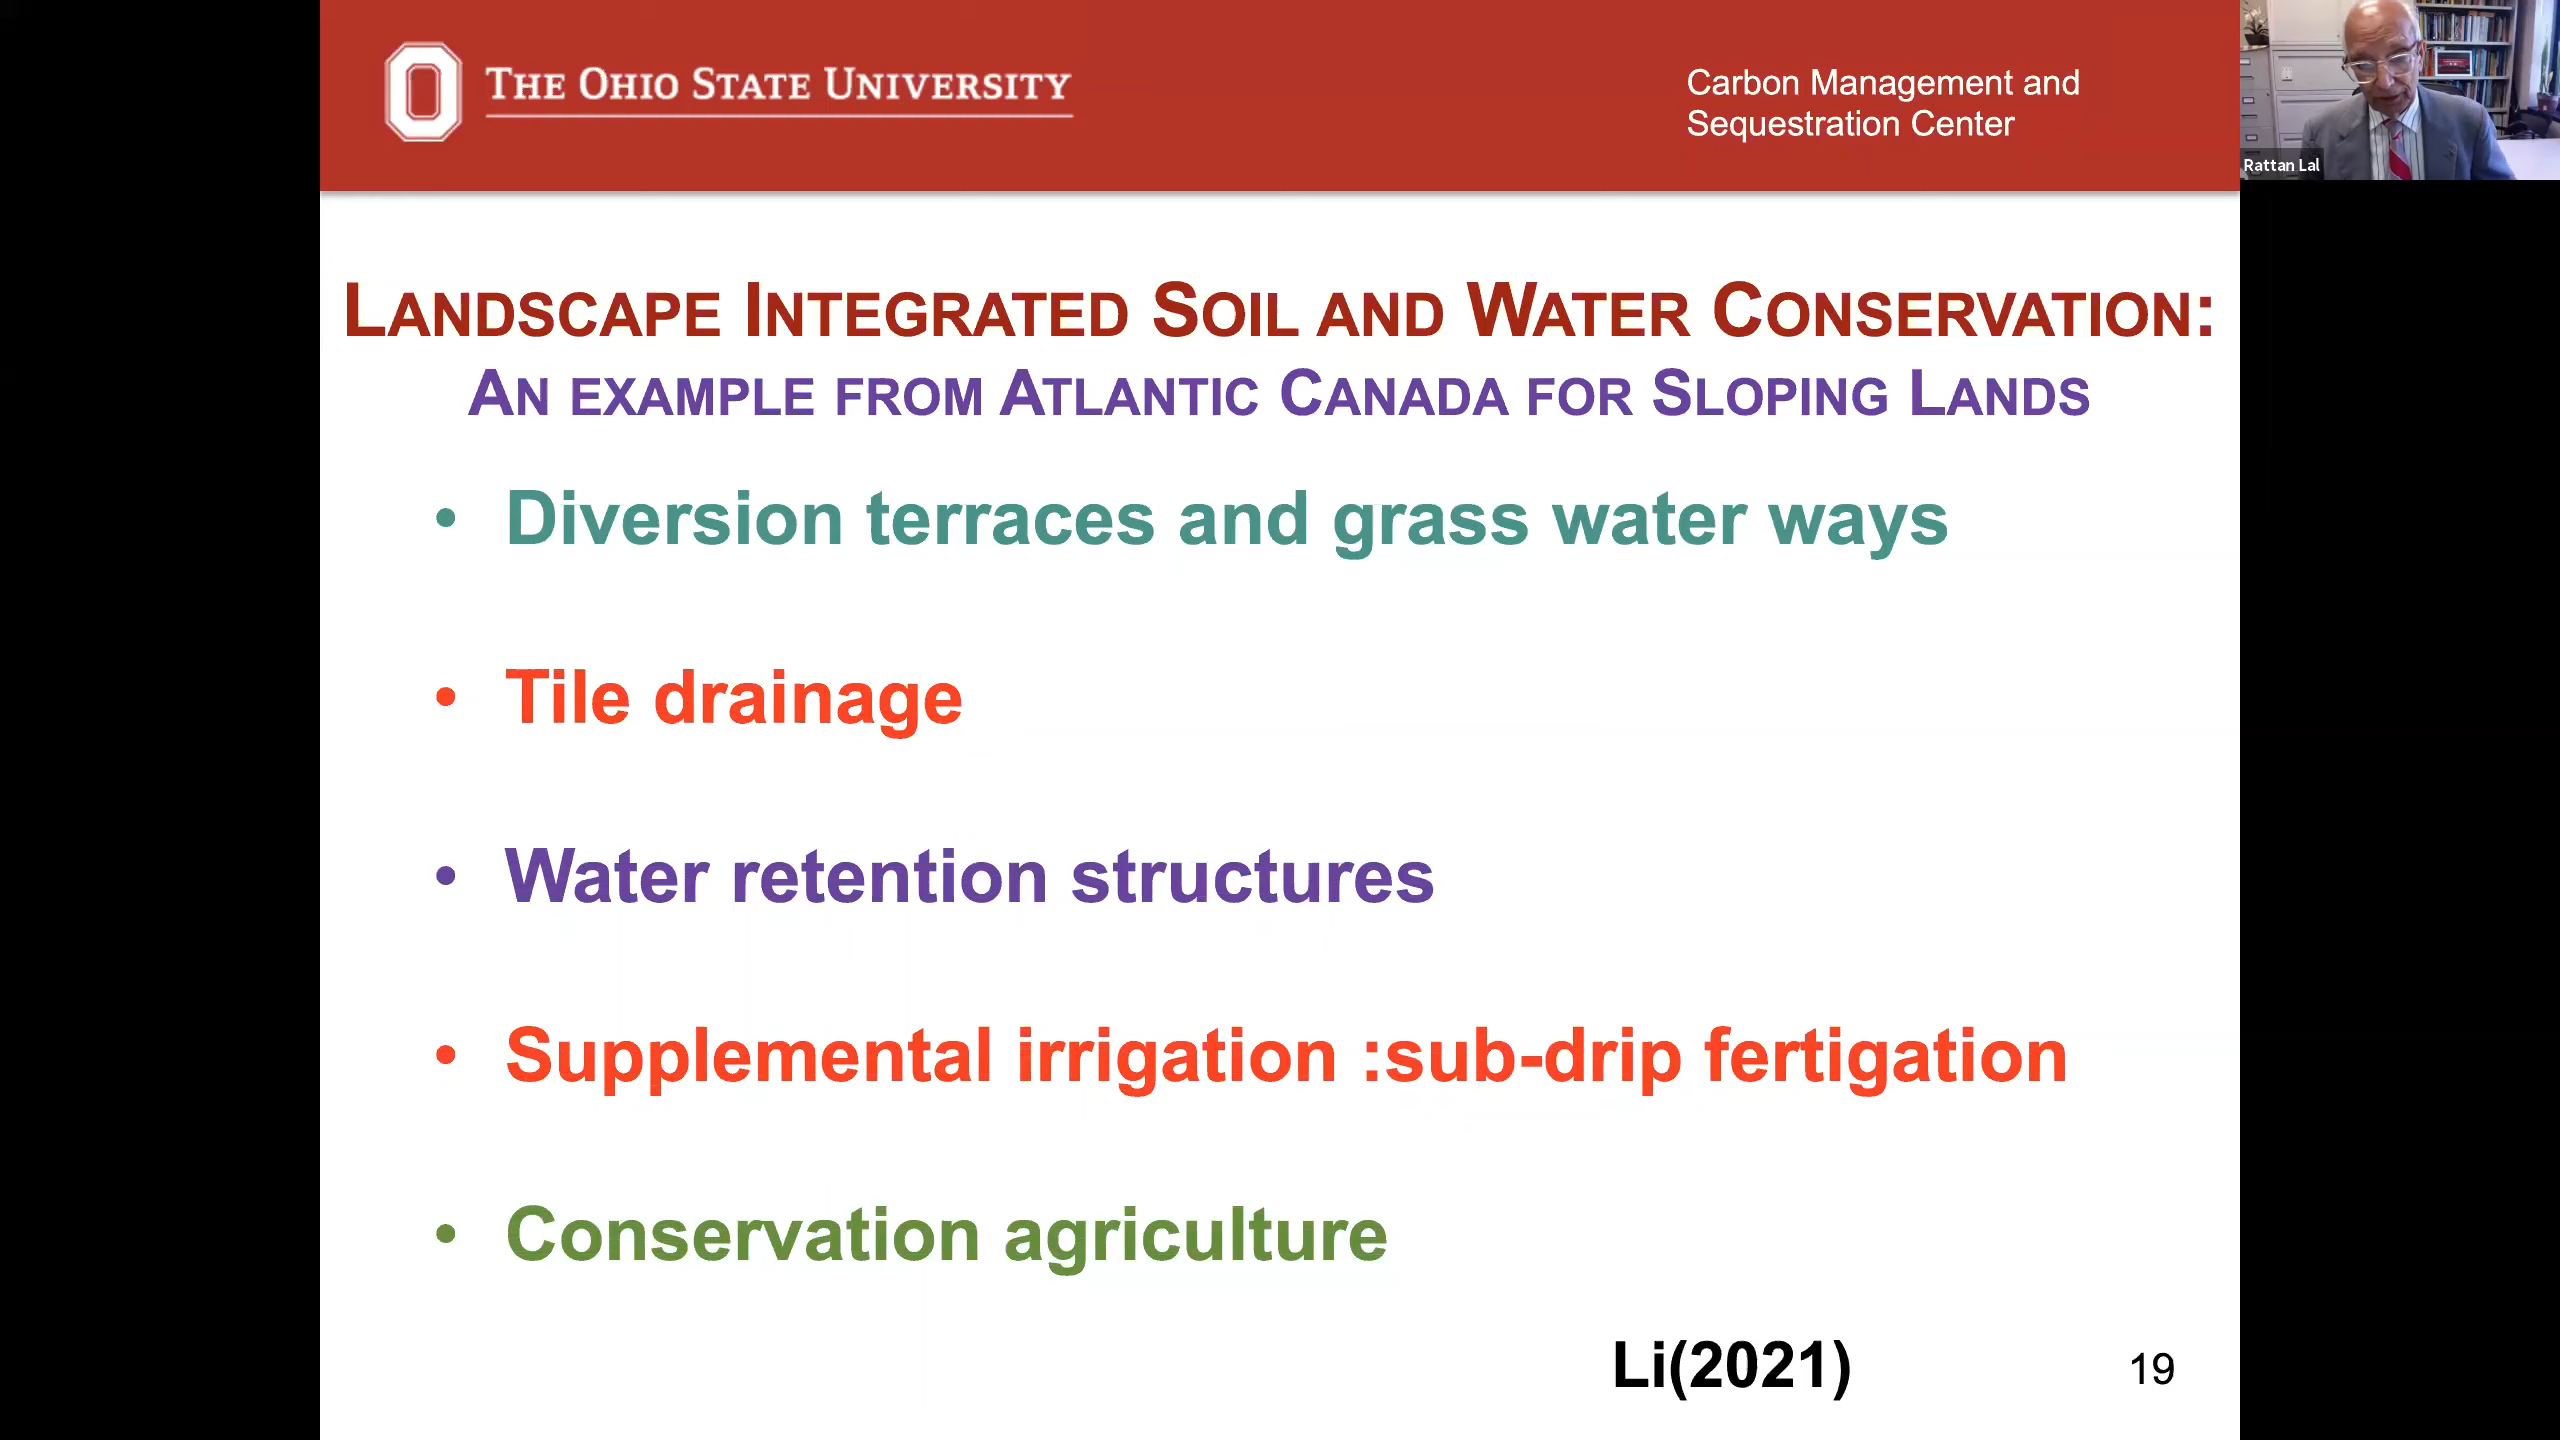 THE OHIO STATE UNIVERSITY
Carbon Management and
Sequestration Center
Rattan Lal
LANDSCAPE INTEGRATED SOIL AND WATER CONSERVATION:
AN EXAMPLE FROM ATLANTIC CANADA FOR SLOPING LANDS
• Diversion terraces and grass water ways
• Tile drainage
• Water retention structures
• Supplemental irrigation :sub-drip fertigation
• Conservation agriculture
Li(2021)
19